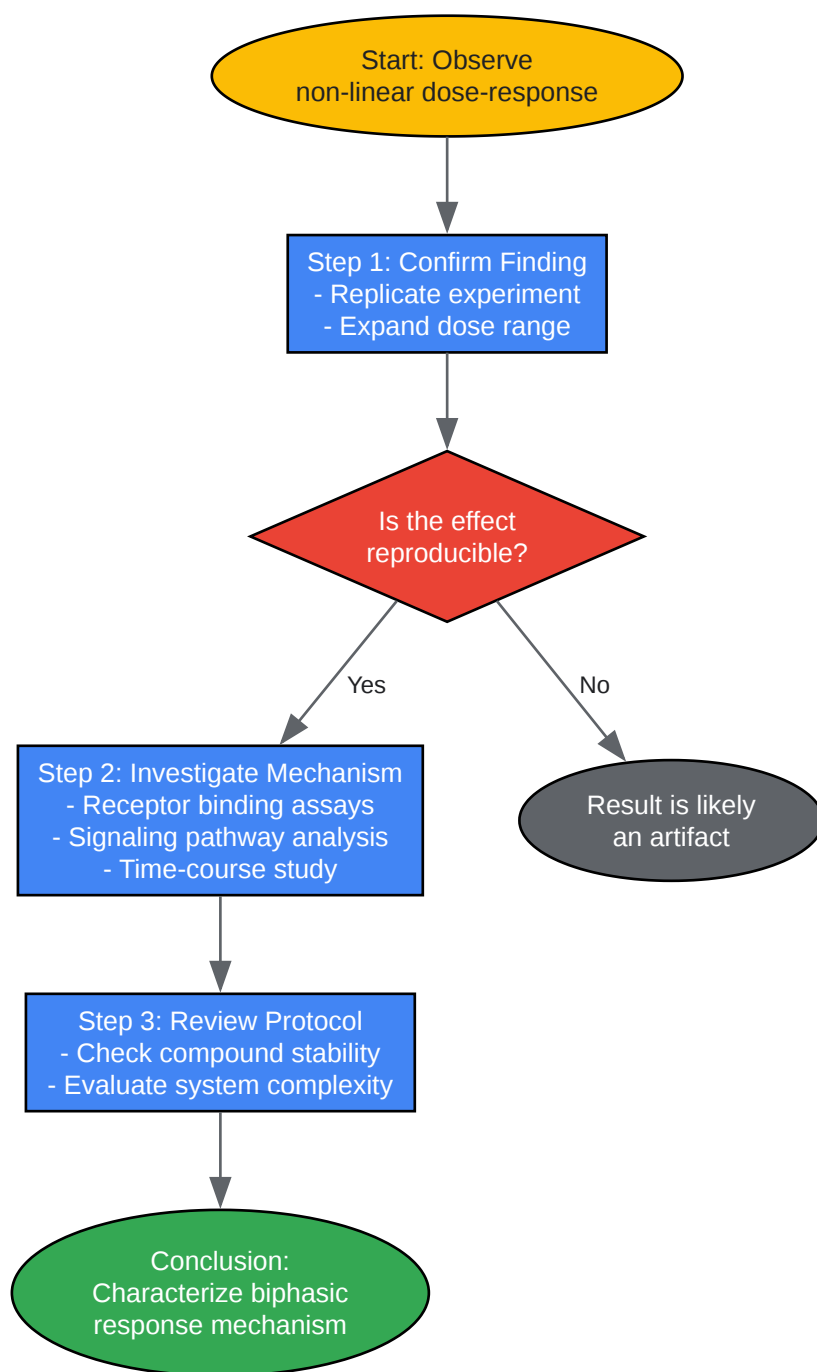 Start: Observe
non-linear dose-response
Step 1: Confirm Finding
- Replicate experiment
- Expand dose range
Is the effect
reproducible?
Yes
No
Step 2: Investigate Mechanism
- Receptor binding assays
- Signaling pathway analysis
- Time-course study
Result is likely
an artifact
Step 3: Review Protocol
- Check compound stability
- Evaluate system complexity
Conclusion:
Characterize biphasic
response mechanism